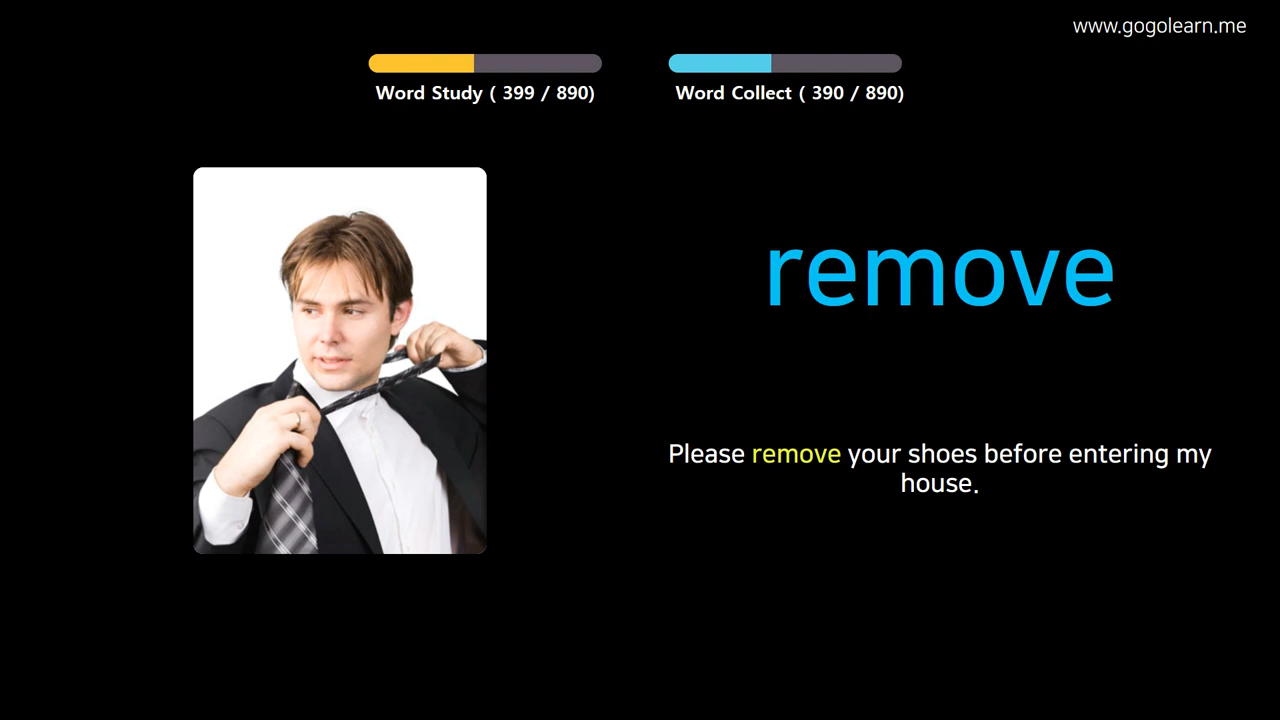 www.gogolearn.me
Word Study ( 399 / 890)
Word Collect ( 390 / 890)
remove
Please remove your shoes before entering my
house.